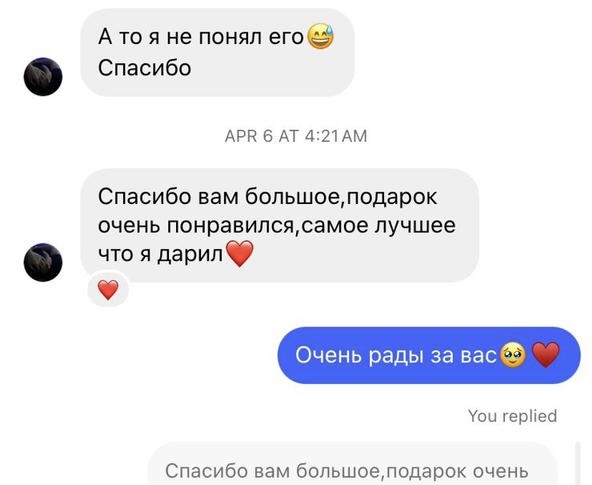 А то я не понял его😅
Спасибо
APR 6 AT 4:21 AM
Спасибо вам большое,подарок
очень понравился,самое лучшее
что я дарил❤️
❤️
Очень рады за вас🥹♥️
You replied
Спасибо вам большое,подарок очень